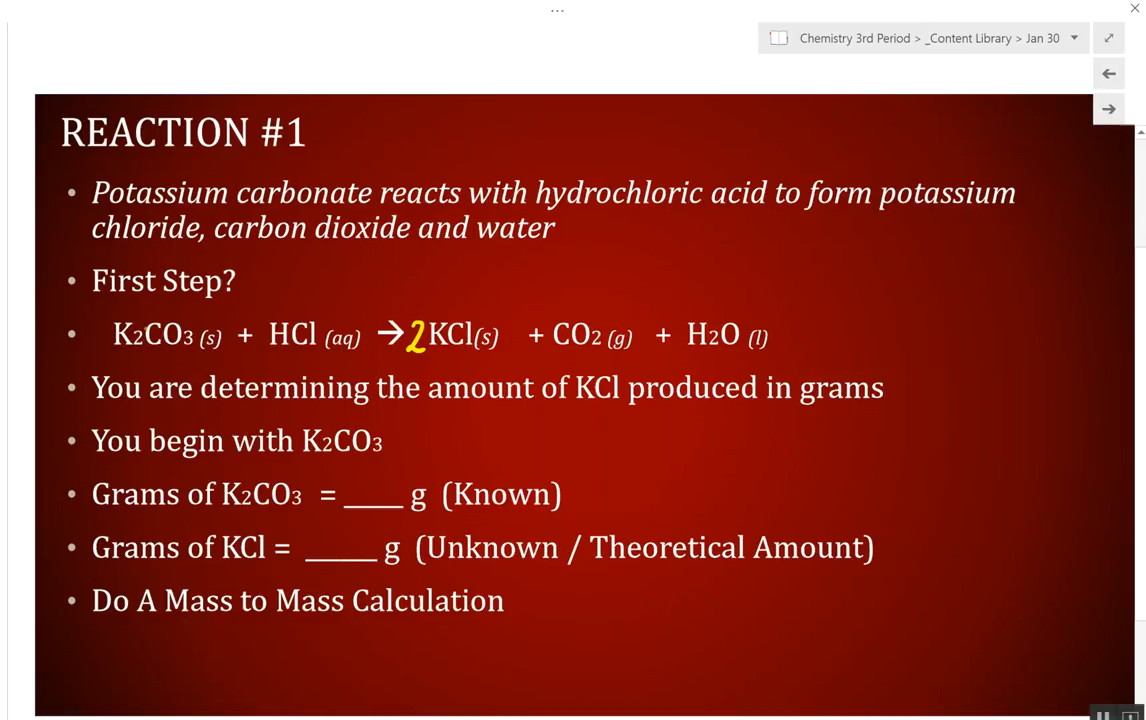 ...
Chemistry 3rd Period > _Content Library > Jan 30
REACTION #1
• Potassium carbonate reacts with hydrochloric acid to form potassium
chloride, carbon dioxide and water
• First Step?
• K2CO3 (s) + HCl (aq) → 2KCl(s) + CO2 (g) + H2O (l)
• You are determining the amount of KCl produced in grams
• You begin with K2CO3
• Grams of K2CO3 = _____ g (Known)
• Grams of KCl = ______ g (Unknown / Theoretical Amount)
• Do A Mass to Mass Calculation